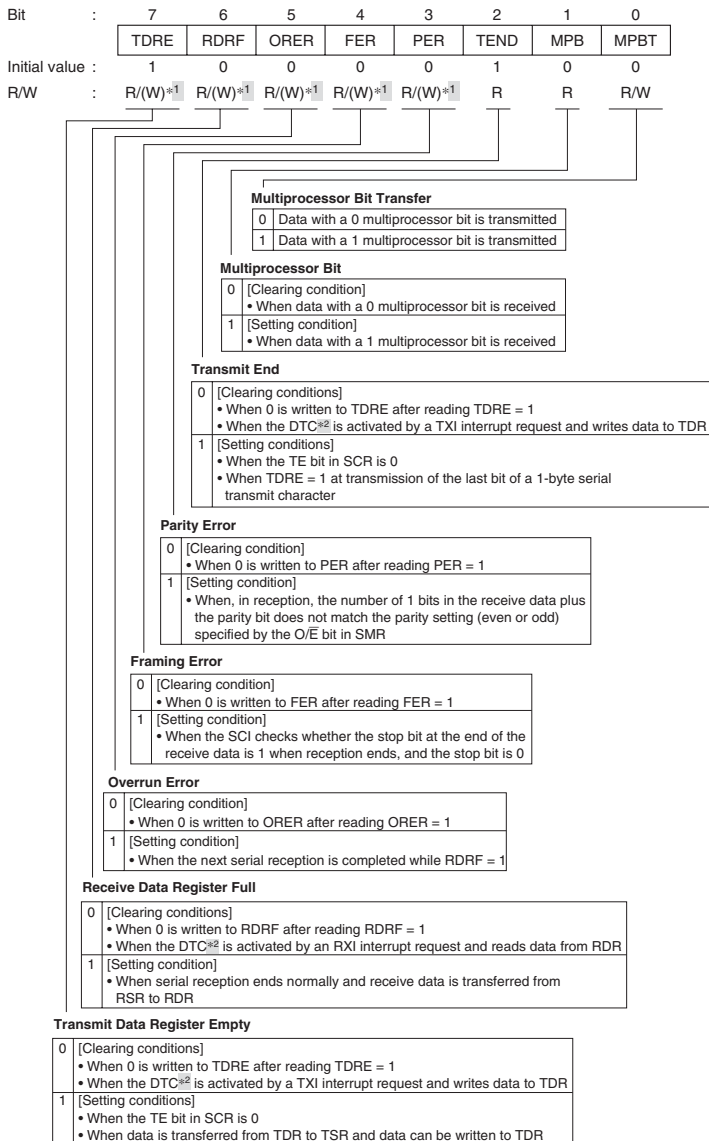 Bit : 7 6 5 4 3 2 1 0
TDRE RDRF ORER FER PER TEND MPB MPBT
Initial value : 1 0 0 0 0 1 0 0
R/W : R/(W)*1 R/(W)*1 R/(W)*1 R/(W)*1 R/(W)*1 R R R/W
Multiprocessor Bit Transfer
0 Data with a 0 multiprocessor bit is transmitted
1 Data with a 1 multiprocessor bit is transmitted
Multiprocessor Bit
0 [Clearing condition]
• When data with a 0 multiprocessor bit is received
1 [Setting condition]
• When data with a 1 multiprocessor bit is received
Transmit End
0 [Clearing conditions]
• When 0 is written to TDRE after reading TDRE = 1
• When the DTC*2 is activated by a TXI interrupt request and writes data to TDR
1 [Setting conditions]
• When the TE bit in SCR is 0
• When TDRE = 1 at transmission of the last bit of a 1-byte serial
transmit character
Parity Error
0 [Clearing condition]
• When 0 is written to PER after reading PER = 1
1 [Setting condition]
• When, in reception, the number of 1 bits in the receive data plus
the parity bit does not match the parity setting (even or odd)
specified by the O/E̅ bit in SMR
Framing Error
0 [Clearing condition]
• When 0 is written to FER after reading FER = 1
1 [Setting condition]
• When the SCI checks whether the stop bit at the end of the
receive data is 1 when reception ends, and the stop bit is 0
Overrun Error
0 [Clearing condition]
• When 0 is written to ORER after reading ORER = 1
1 [Setting condition]
• When the next serial reception is completed while RDRF = 1
Receive Data Register Full
0 [Clearing conditions]
• When 0 is written to RDRF after reading RDRF = 1
• When the DTC*2 is activated by an RXI interrupt request and reads data from RDR
1 [Setting condition]
• When serial reception ends normally and receive data is transferred from
RSR to RDR
Transmit Data Register Empty
0 [Clearing conditions]
• When 0 is written to TDRE after reading TDRE = 1
• When the DTC*2 is activated by a TXI interrupt request and writes data to TDR
1 [Setting conditions]
• When the TE bit in SCR is 0
• When data is transferred from TDR to TSR and data can be written to TDR